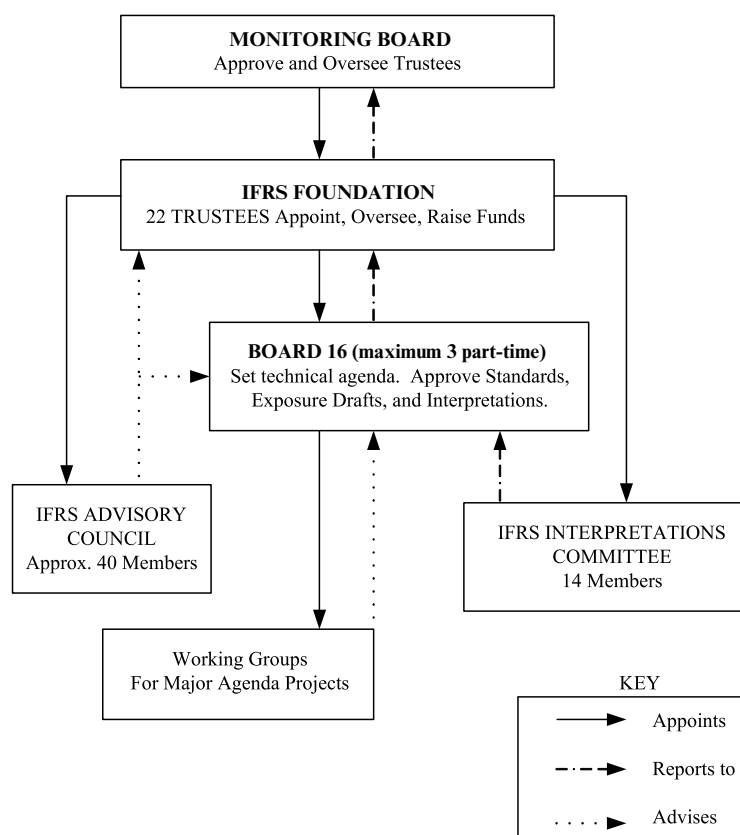 MONITORING BOARD
Approve and Oversee Trustees
IFRS FOUNDATION
22 TRUSTEES Appoint, Oversee, Raise Funds
BOARD 16 (maximum 3 part-time)
Set technical agenda.  Approve Standards,
Exposure Drafts, and Interpretations.
IFRS ADVISORY
COUNCIL
Approx. 40 Members
IFRS INTERPRETATIONS
COMMITTEE
14 Members
Working Groups
For Major Agenda Projects
KEY
Appoints
Reports to
Advises